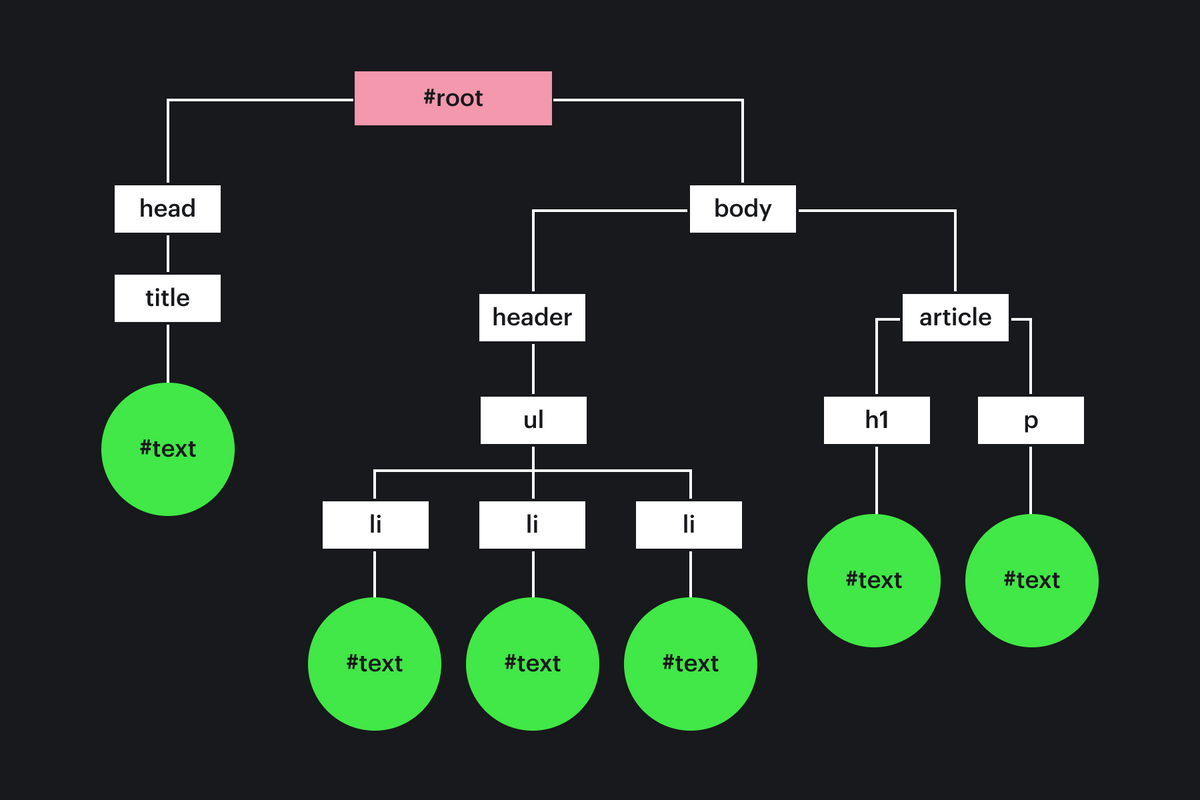 #root
head
body
title
header
article
ul
h1
p
#text
li
li
li
#text
#text
#text
#text
#text